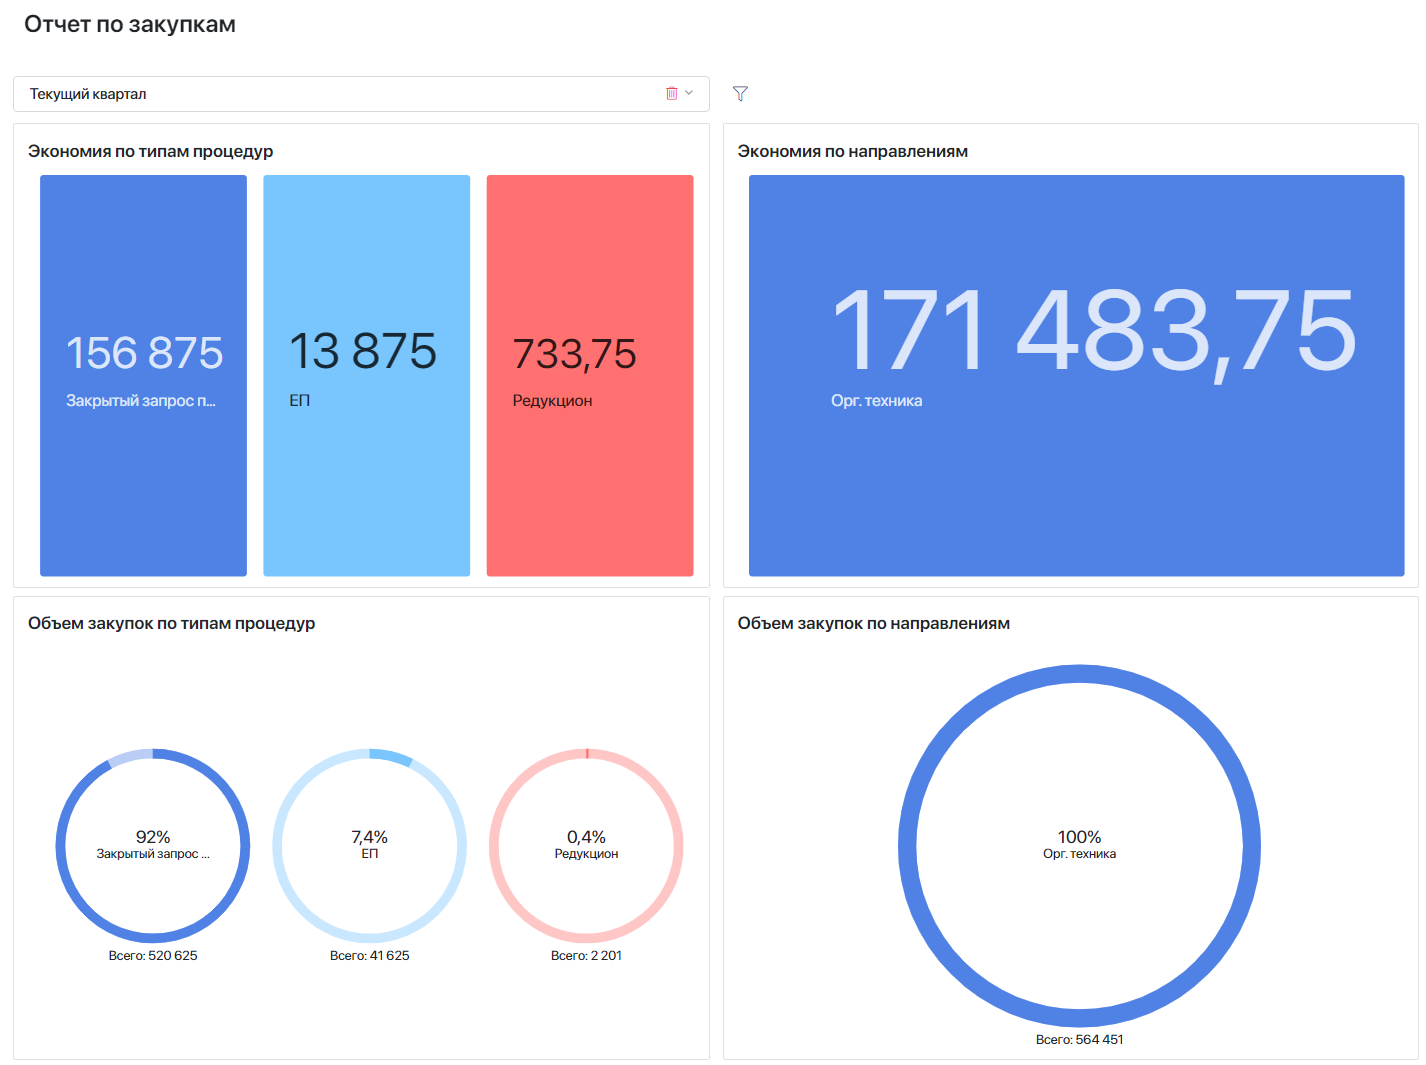 Отчет по закупкам
Текущий квартал
Экономия по типам процедур
156 875
Закрытый запрос п...
13 875
ЕП
733,75
Редукцион
Экономия по направлениям
171 483,75
Орг. техника
Объем закупок по типам процедур
92%
Закрытый запрос ...
Всего: 520 625
7,4%
ЕП
Всего: 41 625
0,4%
Редукцион
Всего: 2 201
Объем закупок по направлениям
100%
Орг. техника
Всего: 564 451